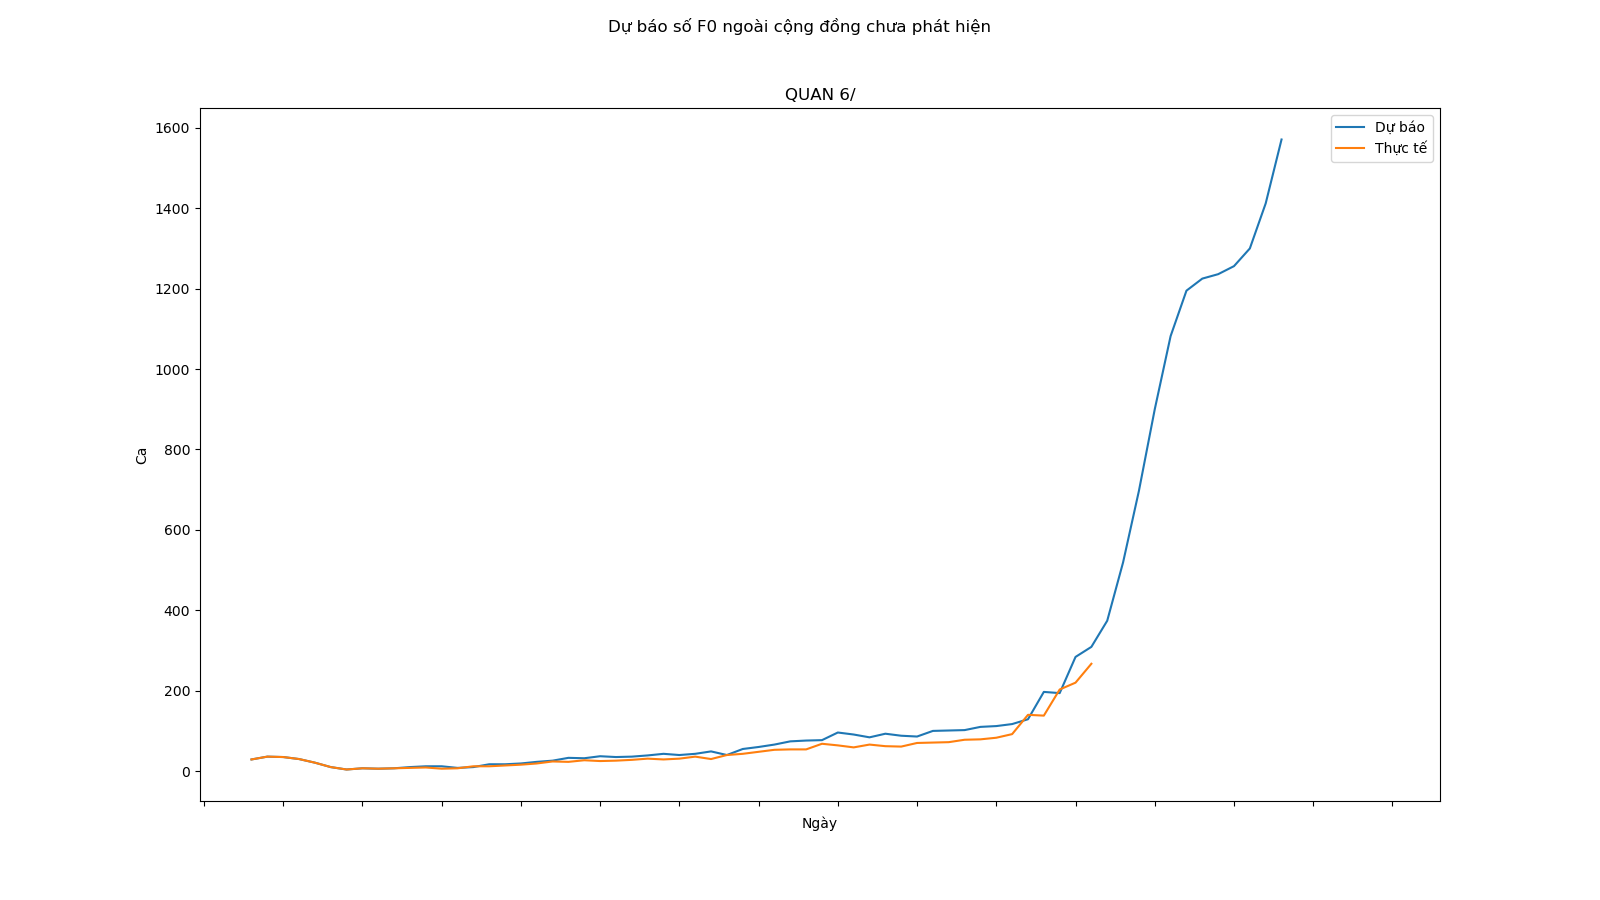 Dự báo số F0 ngoài cộng đồng chưa phát hiện
QUAN 6/
1600
1400
1200
1000
800
600
400
200
0
Ca
Ngày
Dự báo
Thực tế